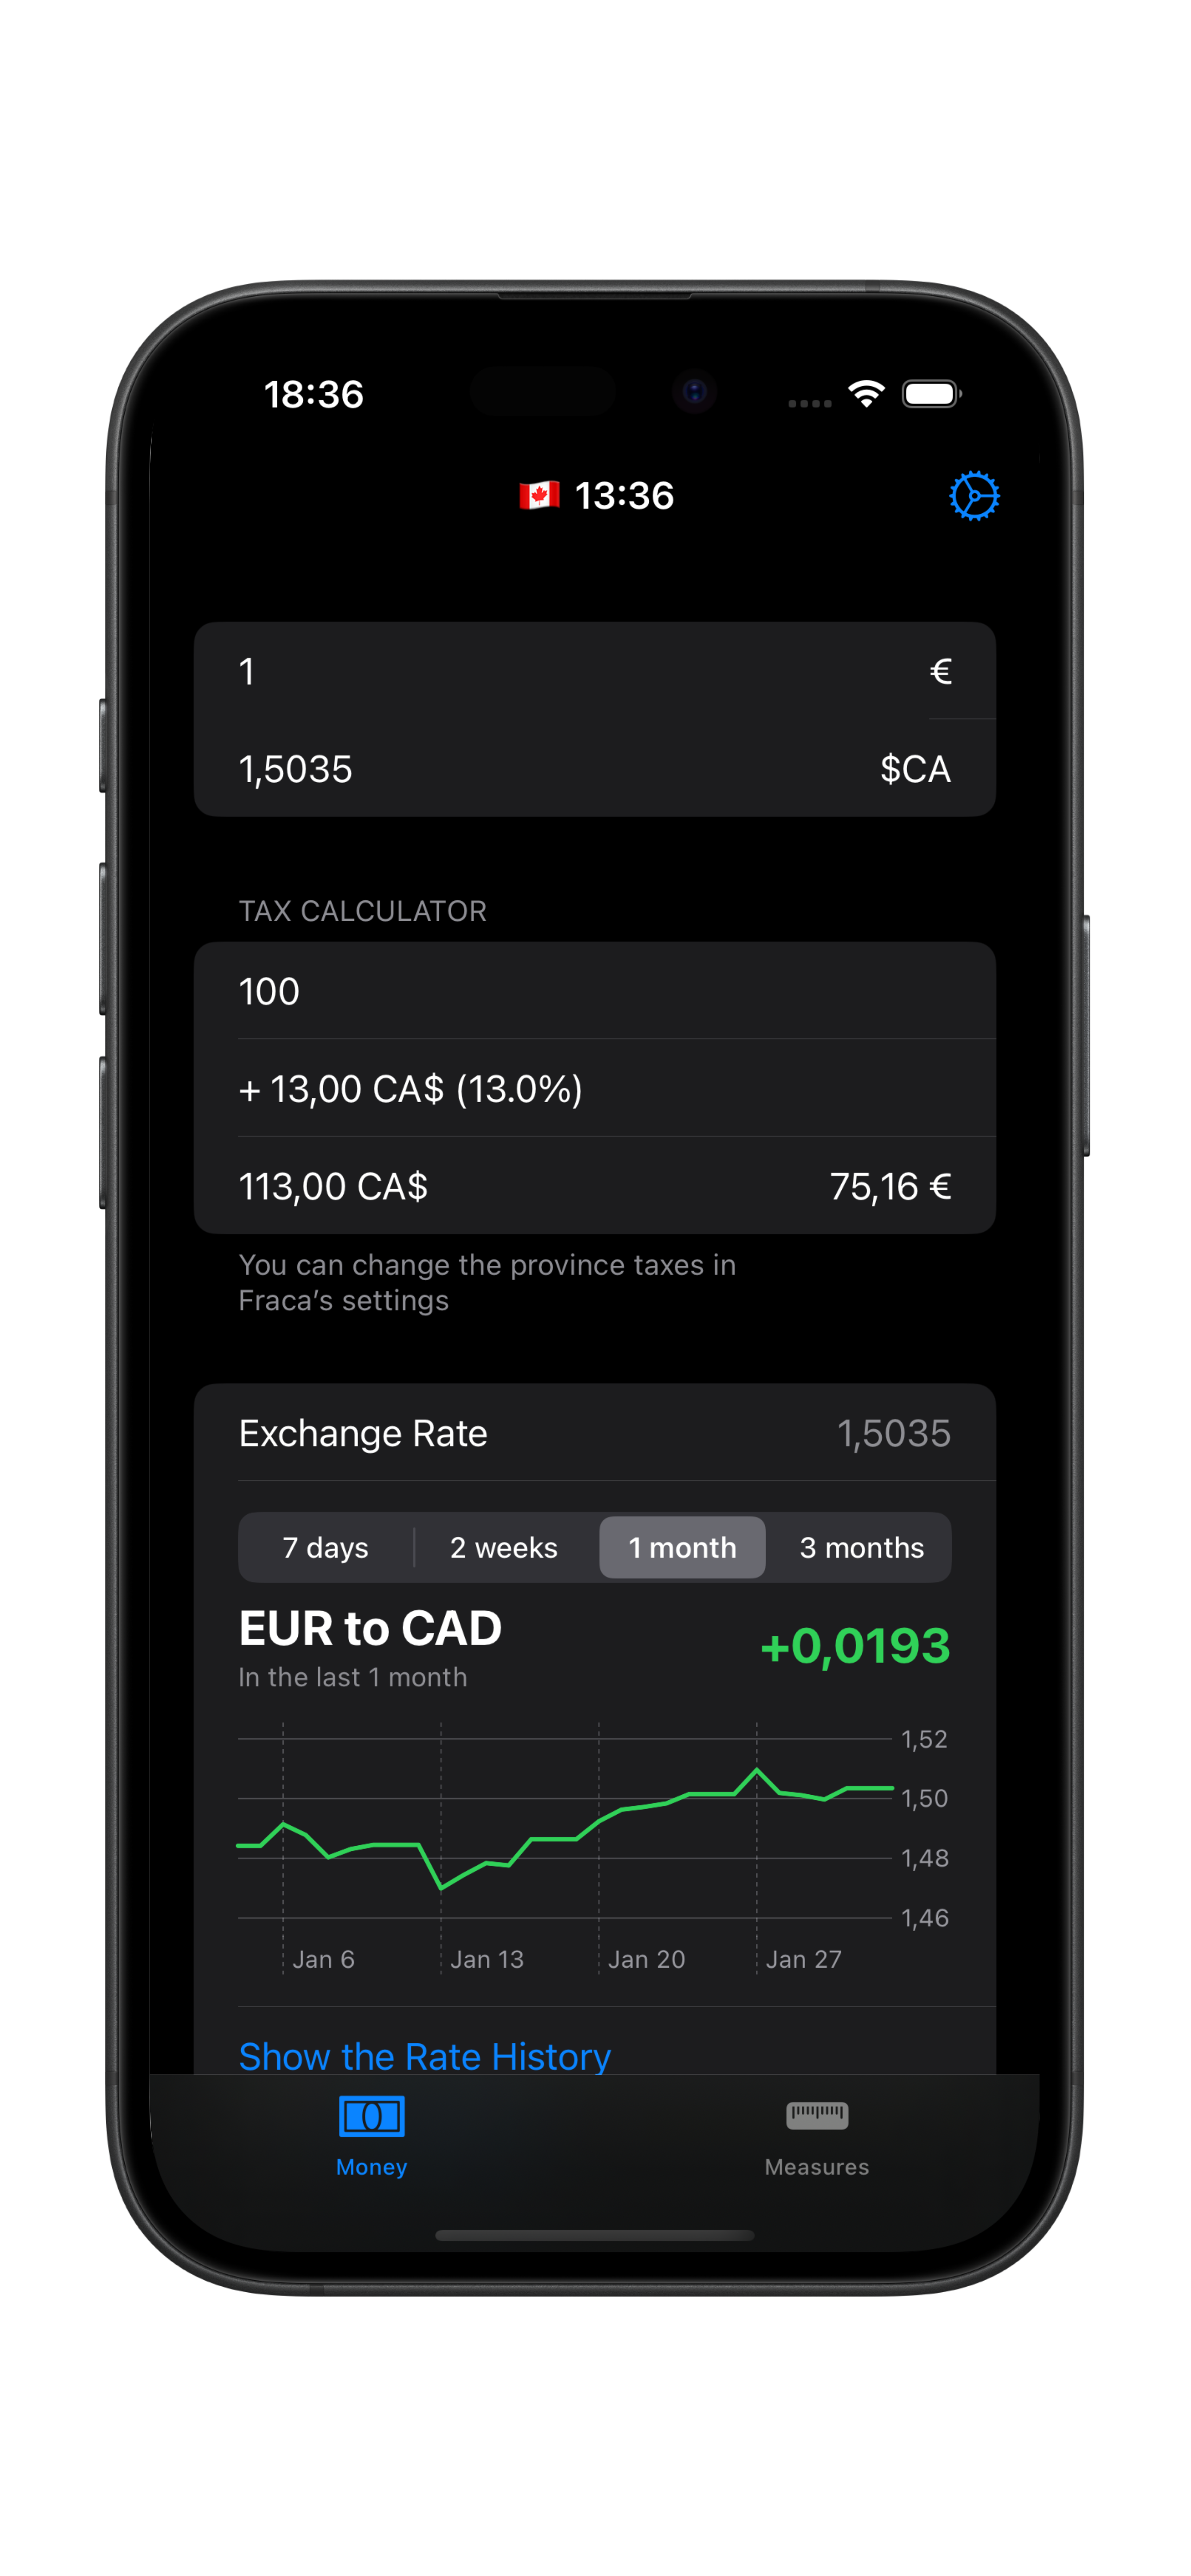 18:36
🇨🇦 13:36
1 €
1,5035 $CA
TAX CALCULATOR
100
+ 13,00 CA$ (13.0%)
113,00 CA$ 75,16 €
You can change the province taxes in
Fraca’s settings
Exchange Rate 1,5035
7 days 2 weeks 1 month 3 months
EUR to CAD +0,0193
In the last 1 month
1,52
1,50
1,48
1,46
Jan 6 Jan 13 Jan 20 Jan 27
Show the Rate History
Money Measures